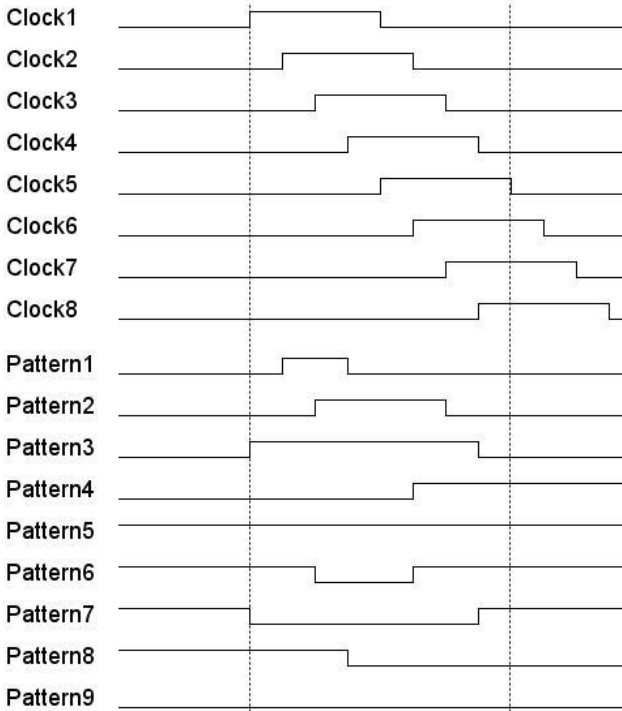 Clock1
Clock2
Clock3
Clock4
Clock5
Clock6
Clock7
Clock8
Pattern1
Pattern2
Pattern3
Pattern4
Pattern5
Pattern6
Pattern7
Pattern8
Pattern9